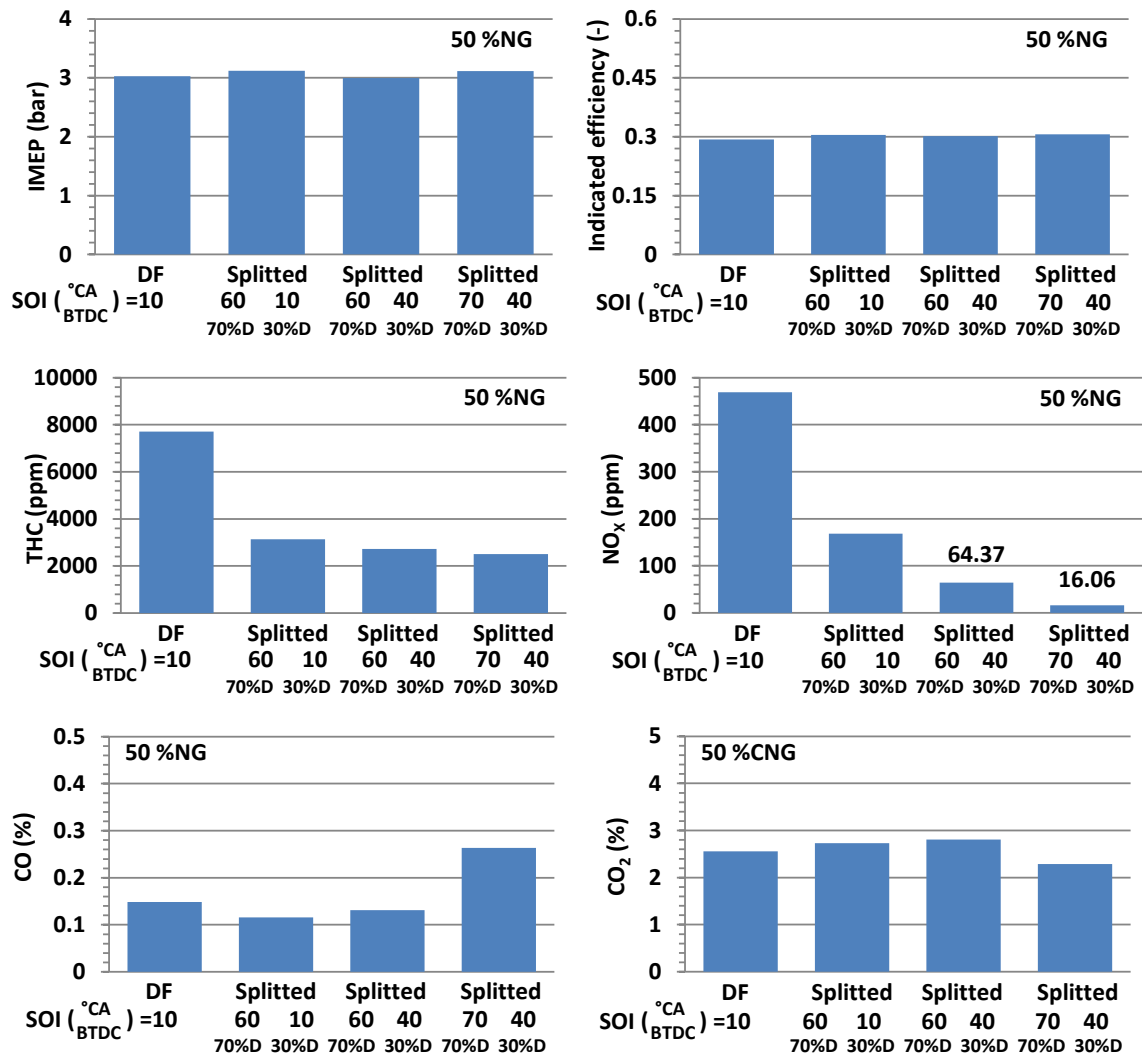 4
3
2
1
0
IMEP (bar)
50 %NG
DF Splitted Splitted Splitted
SOI (°CA BTDC) =10 60 10 60 40 70 40
70%D 30%D 70%D 30%D 70%D 30%D
0.6
0.45
0.3
0.15
0
Indicated efficiency (-)
50 %NG
DF Splitted Splitted Splitted
SOI (°CA BTDC) =10 60 10 60 40 70 40
70%D 30%D 70%D 30%D 70%D 30%D
10000
8000
6000
4000
2000
0
THC (ppm)
50 %NG
DF Splitted Splitted Splitted
SOI (°CA BTDC) =10 60 10 60 40 70 40
70%D 30%D 70%D 30%D 70%D 30%D
500
400
300
200
100
0
NOX (ppm)
50 %NG
64.37
16.06
DF Splitted Splitted Splitted
SOI (°CA BTDC) =10 60 10 60 40 70 40
70%D 30%D 70%D 30%D 70%D 30%D
0.5
0.4
0.3
0.2
0.1
0
CO (%)
50 %NG
DF Splitted Splitted Splitted
SOI (°CA BTDC) =10 60 10 60 40 70 40
70%D 30%D 70%D 30%D 70%D 30%D
5
4
3
2
1
0
CO2 (%)
50 %CNG
DF Splitted Splitted Splitted
SOI (°CA BTDC) =10 60 10 60 40 70 40
70%D 30%D 70%D 30%D 70%D 30%D